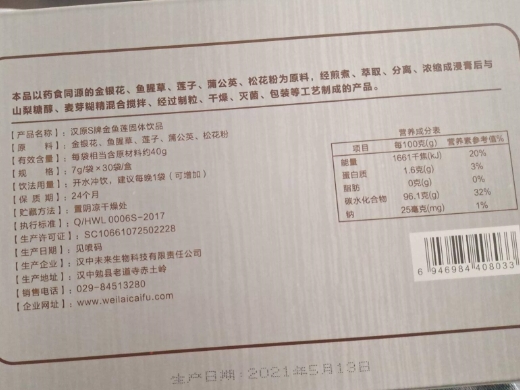 本品以药食同源的金银花、鱼腥草、莲子、蒲公英、松花粉为原料，经煎煮、萃取、分离、浓缩成浸膏后与
山梨糖醇、麦芽糊精混合搅拌，经过制粒、干燥、灭菌、包装等工艺制成的产品。
【产品名称】：汉原S牌金鱼莲固体饮品
【原 料】：金银花、鱼腥草、莲子、蒲公英、松花粉
【有效含量】：每袋相当含原材料约40g
【规 格】：7g/袋×30袋/盒
【饮法用量】：开水冲饮，建议每晚1袋（可增加）
【保 质 期】：24个月
【贮藏方法】：置阴凉干燥处
【执行标准】：Q/HWL 0006S-2017
【生产许可证】：SC10661072502228
【生产日期】：见喷码
【生产企业】：汉中未来生物科技有限责任公司
【生产地址】：汉中勉县老道寺赤土岭
【销售电话】：029-84513280
【企业网址】：www.weilaicaifu.com
营养成分表
项目 每100克(g) 营养素参考值%
能量 1661千焦(kJ) 20%
蛋白质 1.6克(g) 3%
脂肪 0克(g) 0%
碳水化合物 96.1克(g) 32%
钠 25毫克(mg) 1%
6 946984 408033
生产日期：2021年5月13日